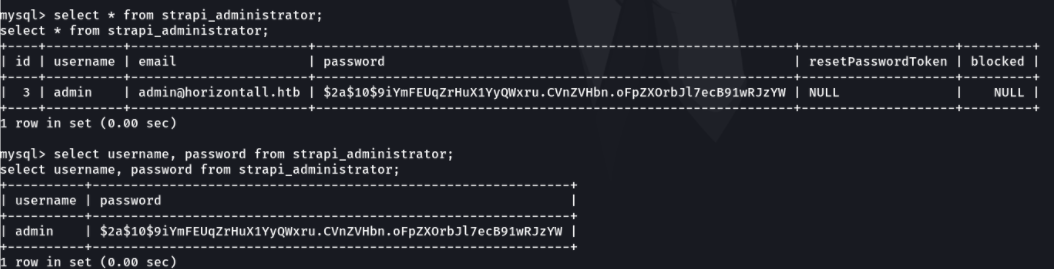 mysql> select * from strapi_administrator;
select * from strapi_administrator;
+----+----------+-----------------------+--------------------------------------------------------------+--------------------+---------+
| id | username | email | password | resetPasswordToken | blocked |
+----+----------+-----------------------+--------------------------------------------------------------+--------------------+---------+
| 3 | admin | admin@horizontall.htb | $2a$10$9iYmFEUqZrHuX1YyQWxru.CVnZVHbn.oFpZXOrbJl7ecB91wRJzYW | NULL | NULL |
+----+----------+-----------------------+--------------------------------------------------------------+--------------------+---------+
1 row in set (0.00 sec)
mysql> select username, password from strapi_administrator;
select username, password from strapi_administrator;
+----------+--------------------------------------------------------------+
| username | password |
+----------+--------------------------------------------------------------+
| admin | $2a$10$9iYmFEUqZrHuX1YyQWxru.CVnZVHbn.oFpZXOrbJl7ecB91wRJzYW |
+----------+--------------------------------------------------------------+
1 row in set (0.00 sec)